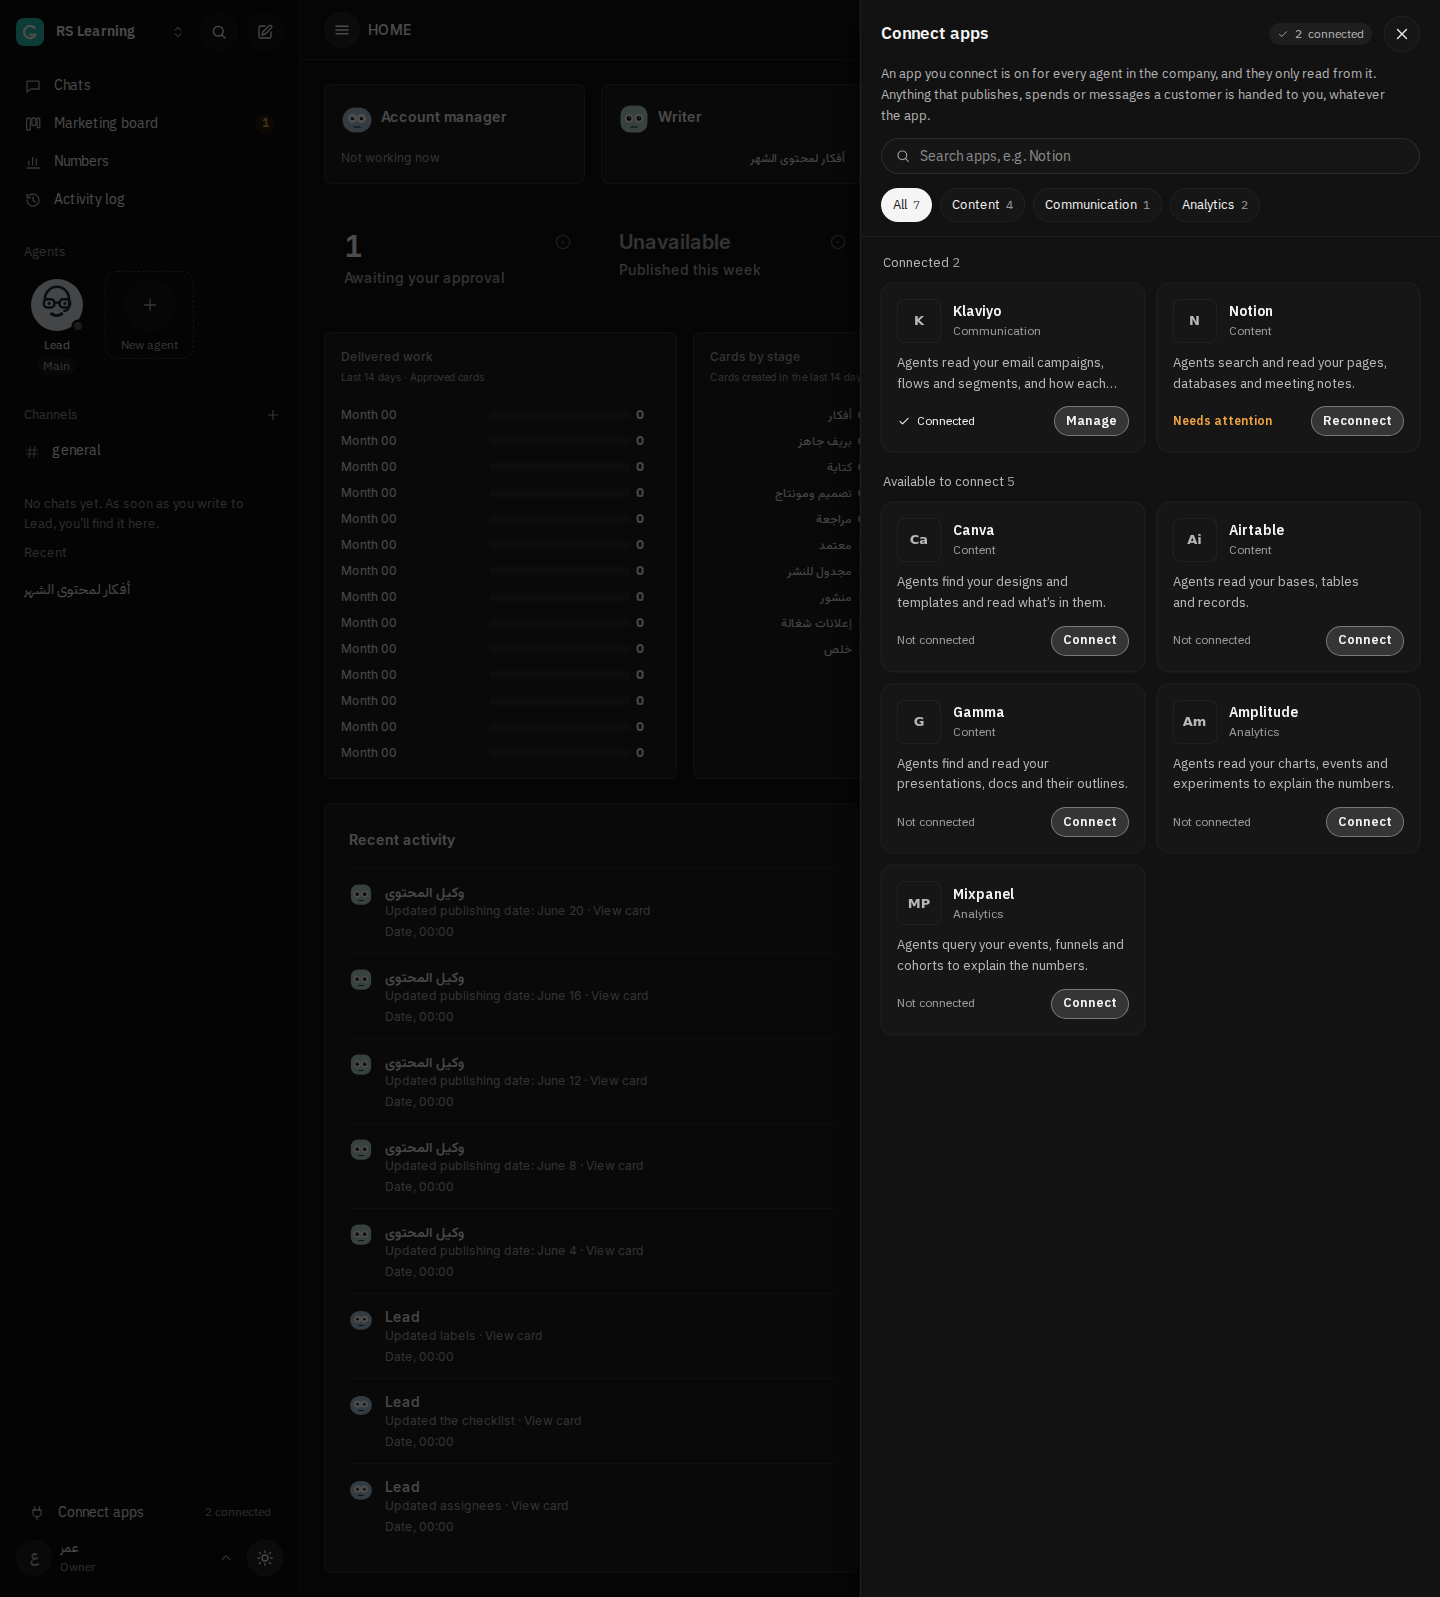 RS Learning
Chats
Marketing board 1
Numbers
Activity log
Agents
Lead
Main
New agent
Channels
general
No chats yet. As soon as you write to
Lead, you'll find it here.
Recent
أفكار لمحتوى الشهر
Connect apps 2 connected
ع
عمر
Owner
HOME
Account manager
Not working now
Writer
أفكار لمحتوى الشهر
1
Awaiting your approval
Unavailable
Published this week
Delivered work
Last 14 days · Approved cards
Month 00 0
Month 00 0
Month 00 0
Month 00 0
Month 00 0
Month 00 0
Month 00 0
Month 00 0
Month 00 0
Month 00 0
Month 00 0
Month 00 0
Month 00 0
Month 00 0
Cards by stage
Cards created in the last 14 day
أفكار
بريف جاهز
كتابة
تصميم ومونتاج
مراجعة
معتمد
مجدول للنشر
منشور
إعلانات شغالة
خلص
Recent activity
وكيل المحتوى
Updated publishing date: June 20 · View card
Date, 00:00
وكيل المحتوى
Updated publishing date: June 16 · View card
Date, 00:00
وكيل المحتوى
Updated publishing date: June 12 · View card
Date, 00:00
وكيل المحتوى
Updated publishing date: June 8 · View card
Date, 00:00
وكيل المحتوى
Updated publishing date: June 4 · View card
Date, 00:00
Lead
Updated labels · View card
Date, 00:00
Lead
Updated the checklist · View card
Date, 00:00
Lead
Updated assignees · View card
Date, 00:00
Connect apps
2 connected
An app you connect is on for every agent in the company, and they only read from it.
Anything that publishes, spends or messages a customer is handed to you, whatever
the app.
Search apps, e.g. Notion
All 7
Content 4
Communication 1
Analytics 2
Connected 2
K
Klaviyo
Communication
Agents read your email campaigns,
flows and segments, and how each…
Connected
Manage
N
Notion
Content
Agents search and read your pages,
databases and meeting notes.
Needs attention
Reconnect
Available to connect 5
Ca
Canva
Content
Agents find your designs and
templates and read what's in them.
Not connected
Connect
Ai
Airtable
Content
Agents read your bases, tables
and records.
Not connected
Connect
G
Gamma
Content
Agents find and read your
presentations, docs and their outlines.
Not connected
Connect
Am
Amplitude
Analytics
Agents read your charts, events and
experiments to explain the numbers.
Not connected
Connect
MP
Mixpanel
Analytics
Agents query your events, funnels and
cohorts to explain the numbers.
Not connected
Connect